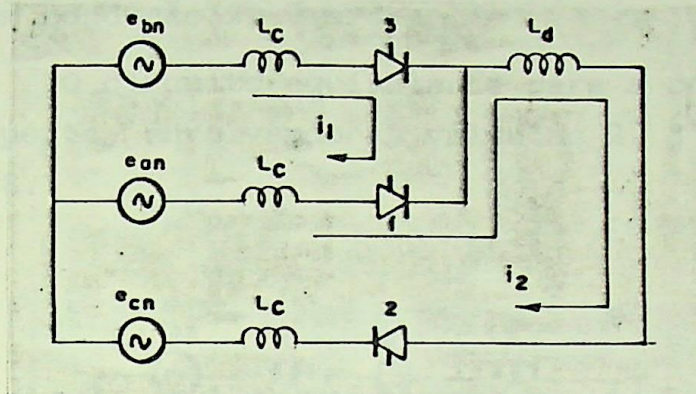 e_bn L_C 3 L_d
i_1
e_an L_C 1
i_2
e_cn L_C 2